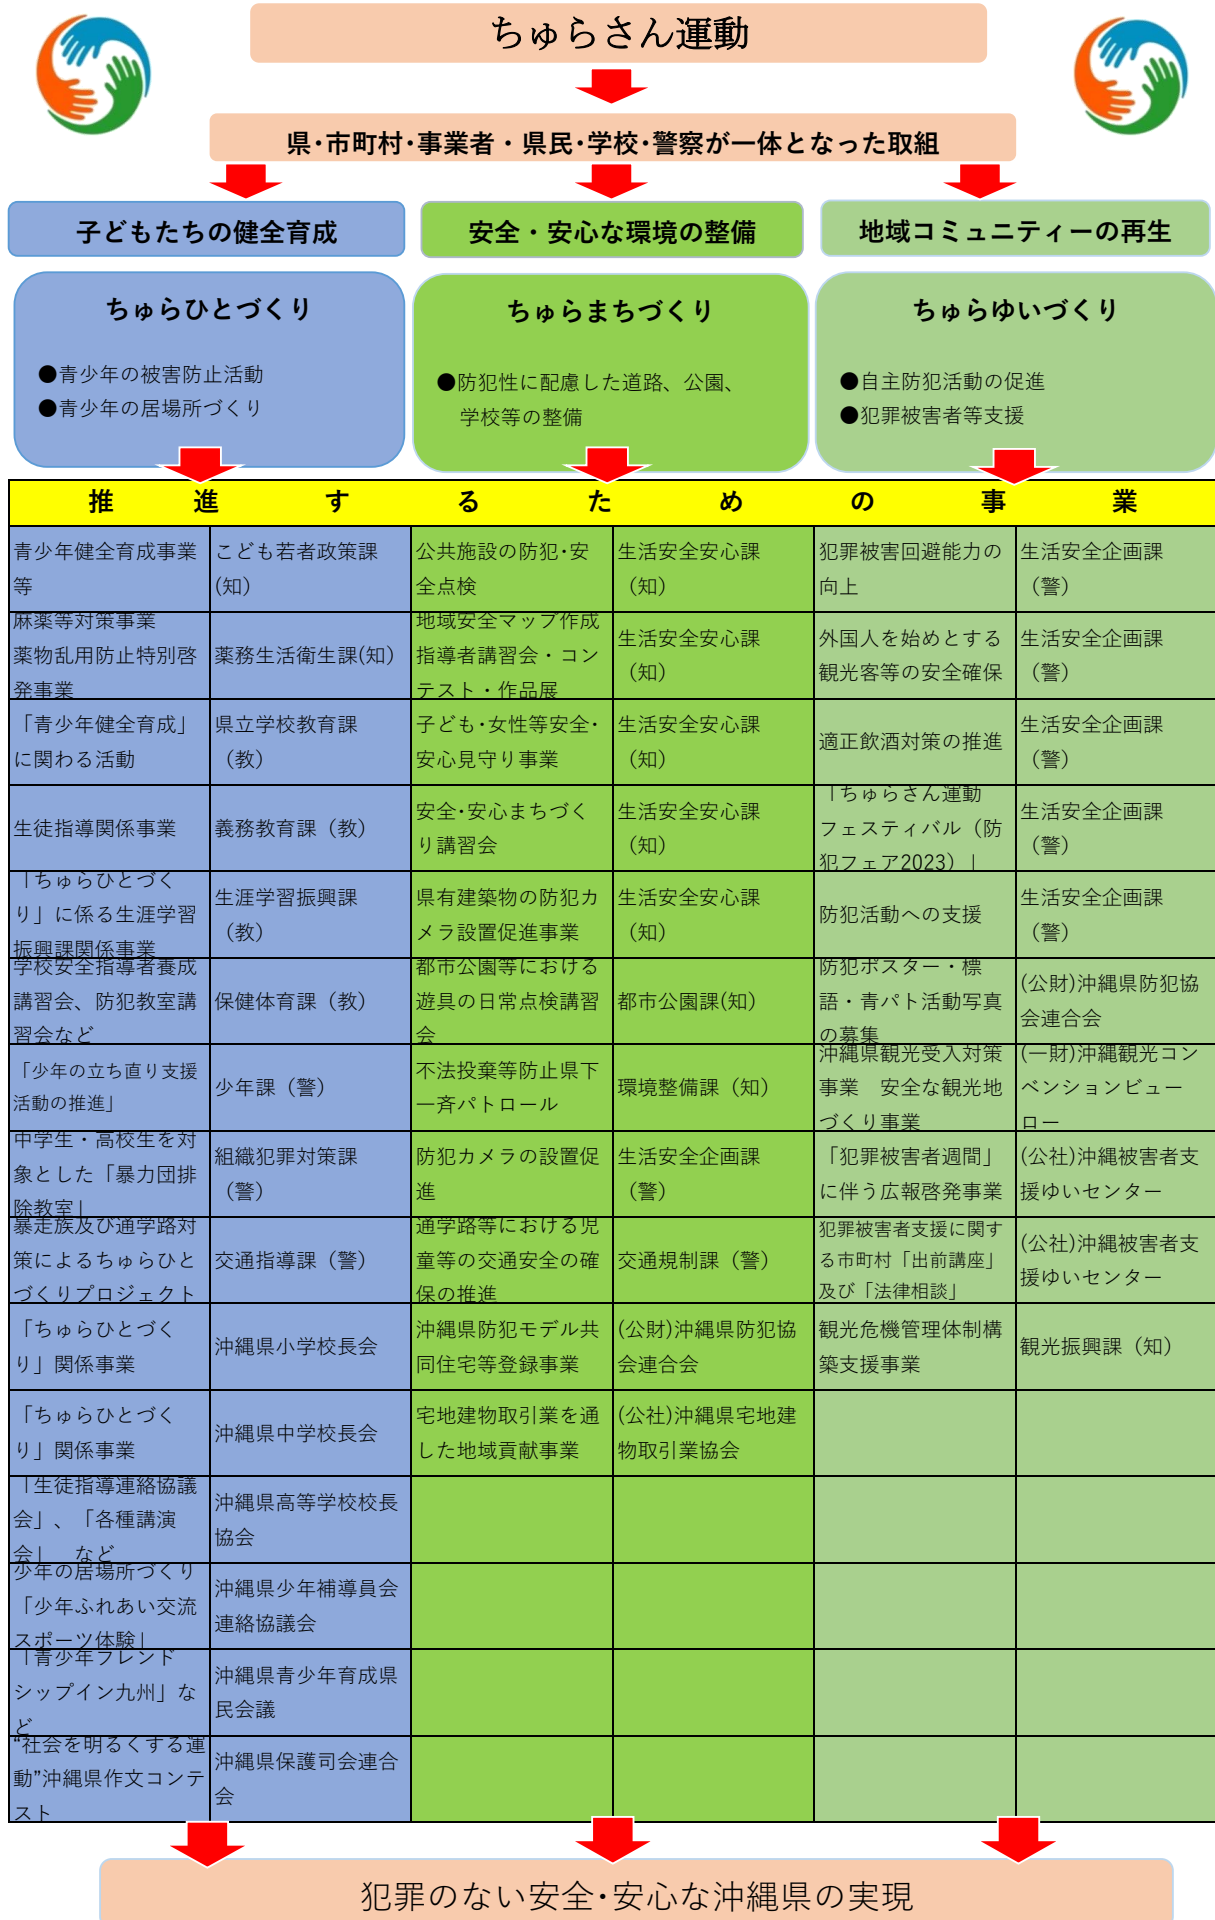 ちゅらさん運動
県･市町村･事業者・県民･学校･警察が一体となった取組
子どもたちの健全育成
安全・安心な環境の整備
地域コミュニティーの再生
ちゅらひとづくり
●青少年の被害防止活動
●青少年の居場所づくり
ちゅらまちづくり
●防犯性に配慮した道路、公園、
学校等の整備
ちゅらゆいづくり
●自主防犯活動の促進
●犯罪被害者等支援
推進するための事業
青少年健全育成事業
等
こども若者政策課
(知)
公共施設の防犯･安
全点検
生活安全安心課
（知）
犯罪被害回避能力の
向上
生活安全企画課
（警）
麻薬等対策事業
薬物乱用防止特別啓
発事業
薬務生活衛生課(知)
地域安全マップ作成
指導者講習会・コン
テスト・作品展
生活安全安心課
（知）
外国人を始めとする
観光客等の安全確保
生活安全企画課
（警）
「青少年健全育成」
に関わる活動
県立学校教育課
（教）
子ども･女性等安全･
安心見守り事業
生活安全安心課
（知）
適正飲酒対策の推進
生活安全企画課
（警）
生徒指導関係事業
義務教育課（教）
安全･安心まちづく
り講習会
生活安全安心課
（知）
「ちゅらさん運動
フェスティバル（防
犯フェア2023）」
生活安全企画課
（警）
「ちゅらひとづく
り」に係る生涯学習
振興課関係事業
生涯学習振興課
（教）
県有建築物の防犯カ
メラ設置促進事業
生活安全安心課
（知）
防犯活動への支援
生活安全企画課
（警）
学校安全指導者養成
講習会、防犯教室講
習会など
保健体育課（教）
都市公園等における
遊具の日常点検講習
会
都市公園課(知)
防犯ポスター・標
語・青パト活動写真
の募集
(公財)沖縄県防犯協
会連合会
「少年の立ち直り支援
活動の推進」
少年課（警）
不法投棄等防止県下
一斉パトロール
環境整備課（知）
沖縄県観光受入対策
事業　安全な観光地
づくり事業
(一財)沖縄観光コン
ベンションビュー
ロー
中学生・高校生を対
象とした「暴力団排
除教室」
組織犯罪対策課
（警）
防犯カメラの設置促
進
生活安全企画課
（警）
「犯罪被害者週間」
に伴う広報啓発事業
(公社)沖縄被害者支
援ゆいセンター
暴走族及び通学路対
策によるちゅらひと
づくりプロジェクト
交通指導課（警）
通学路等における児
童等の交通安全の確
保の推進
交通規制課（警）
犯罪被害者支援に関す
る市町村「出前講座」
及び「法律相談」
(公社)沖縄被害者支
援ゆいセンター
「ちゅらひとづく
り」関係事業
沖縄県小学校長会
沖縄県防犯モデル共
同住宅等登録事業
(公財)沖縄県防犯協
会連合会
観光危機管理体制構
築支援事業
観光振興課（知）
「ちゅらひとづく
り」関係事業
沖縄県中学校長会
宅地建物取引業を通
した地域貢献事業
(公社)沖縄県宅地建
物取引業協会
「生徒指導連絡協議
会」、「各種講演
会」　など
沖縄県高等学校校長
協会
少年の居場所づくり
「少年ふれあい交流
スポーツ体験」
沖縄県少年補導員会
連絡協議会
「青少年フレンド
シップイン九州」な
ど
沖縄県青少年育成県
民会議
“社会を明るくする運
動”沖縄県作文コンテ
スト
沖縄県保護司会連合
会
犯罪のない安全･安心な沖縄県の実現